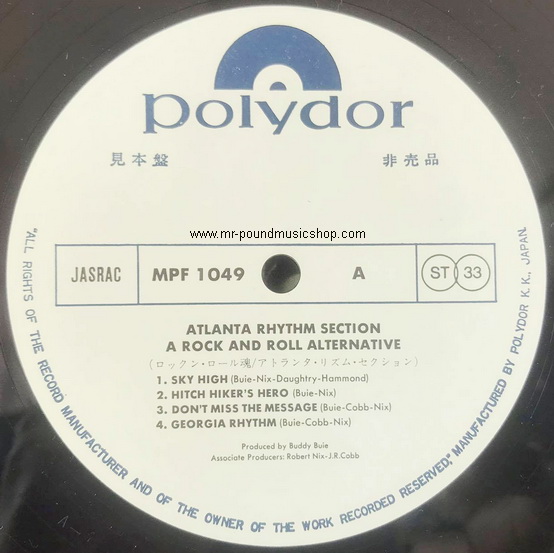 polydor
見本盤 非売品
www.mr-poundmusicshop.com
JASRAC MPF 1049 A ST 33
ATLANTA RHYTHM SECTION
A ROCK AND ROLL ALTERNATIVE
(ロックン・ロール魂/アトランタ・リズム・セクション)
1. SKY HIGH (Buie-Nix-Daughtry-Hammond)
2. HITCH HIKER'S HERO (Buie-Nix)
3. DON'T MISS THE MESSAGE (Buie-Cobb-Nix)
4. GEORGIA RHYTHM (Buie-Cobb-Nix)
Produced by Buddy Buie
Associate Producers: Robert Nix-J.R.Cobb
"ALL RIGHTS OF THE RECORD MANUFACTURER AND OF THE OWNER OF THE WORK RECORDED RESERVED," MANUFACTURED BY POLYDOR K.K., JAPAN.